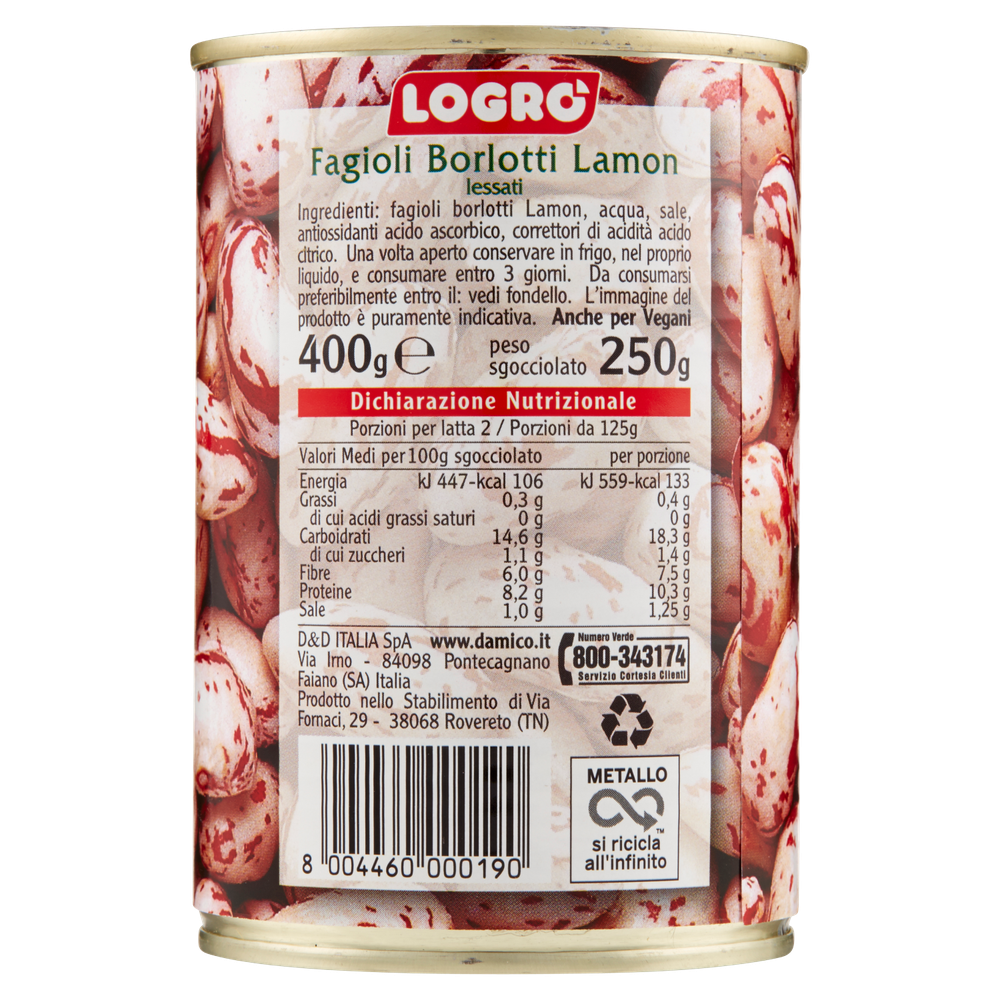 LOGRÒ
Fagioli Borlotti Lamon
lessati
Ingredienti: fagioli borlotti Lamon, acqua, sale,
antiossidanti acido ascorbico, correttori di acidità acido
citrico. Una volta aperto conservare in frigo, nel proprio
liquido, e consumare entro 3 giorni. Da consumarsi
preferibilmente entro il: vedi fondello. L'immagine del
prodotto è puramente indicativa. Anche per Vegani
400g ℮ peso sgocciolato 250g
Dichiarazione Nutrizionale
Porzioni per latta 2 / Porzioni da 125g
Valori Medi per 100g sgocciolato per porzione
Energia kJ 447-kcal 106 kJ 559-kcal 133
Grassi 0,3 g 0,4 g
di cui acidi grassi saturi 0 g 0 g
Carboidrati 14,6 g 18,3 g
di cui zuccheri 1,1 g 1,4 g
Fibre 6,0 g 7,5 g
Proteine 8,2 g 10,3 g
Sale 1,0 g 1,25 g
D&D ITALIA SpA www.damico.it
Via Irno - 84098 Pontecagnano
Faiano (SA) Italia
Prodotto nello Stabilimento di Via
Fornaci, 29 - 38068 Rovereto (TN)
Numero Verde
800-343174
Servizio Cortesia Clienti
8 004460 000190
METALLO
TM
si ricicla
all'infinito